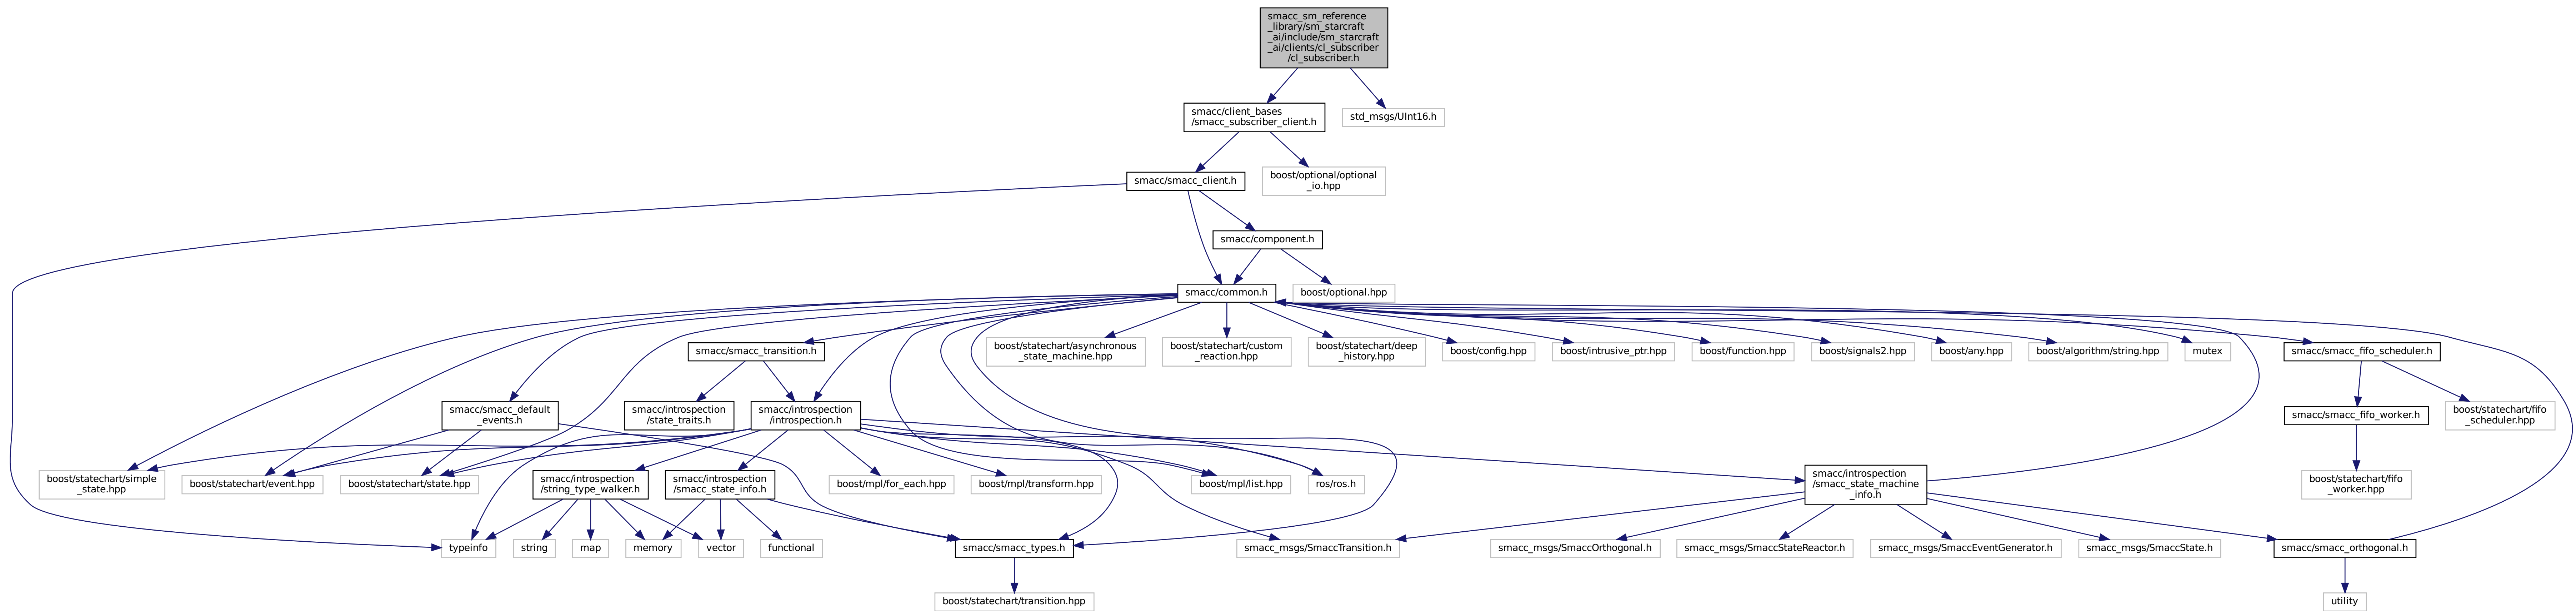 smacc_sm_reference
_library/sm_starcraft
_ai/include/sm_starcraft
_ai/clients/cl_subscriber
/cl_subscriber.h
smacc/client_bases
/smacc_subscriber_client.h
std_msgs/UInt16.h
smacc/smacc_client.h
boost/optional/optional
_io.hpp
smacc/component.h
smacc/common.h
boost/optional.hpp
smacc/smacc_transition.h
boost/statechart/asynchronous
_state_machine.hpp
boost/statechart/custom
_reaction.hpp
boost/statechart/deep
_history.hpp
boost/config.hpp
boost/intrusive_ptr.hpp
boost/function.hpp
boost/signals2.hpp
boost/any.hpp
boost/algorithm/string.hpp
mutex
smacc/smacc_fifo_scheduler.h
smacc/smacc_default
_events.h
smacc/introspection
/state_traits.h
smacc/introspection
/introspection.h
smacc/smacc_fifo_worker.h
boost/statechart/fifo
_scheduler.hpp
boost/statechart/simple
_state.hpp
boost/statechart/event.hpp
boost/statechart/state.hpp
smacc/introspection
/string_type_walker.h
smacc/introspection
/smacc_state_info.h
boost/mpl/for_each.hpp
boost/mpl/transform.hpp
boost/mpl/list.hpp
ros/ros.h
smacc/introspection
/smacc_state_machine
_info.h
boost/statechart/fifo
_worker.hpp
typeinfo
string
map
memory
vector
functional
smacc/smacc_types.h
smacc_msgs/SmaccTransition.h
smacc_msgs/SmaccOrthogonal.h
smacc_msgs/SmaccStateReactor.h
smacc_msgs/SmaccEventGenerator.h
smacc_msgs/SmaccState.h
smacc/smacc_orthogonal.h
boost/statechart/transition.hpp
utility